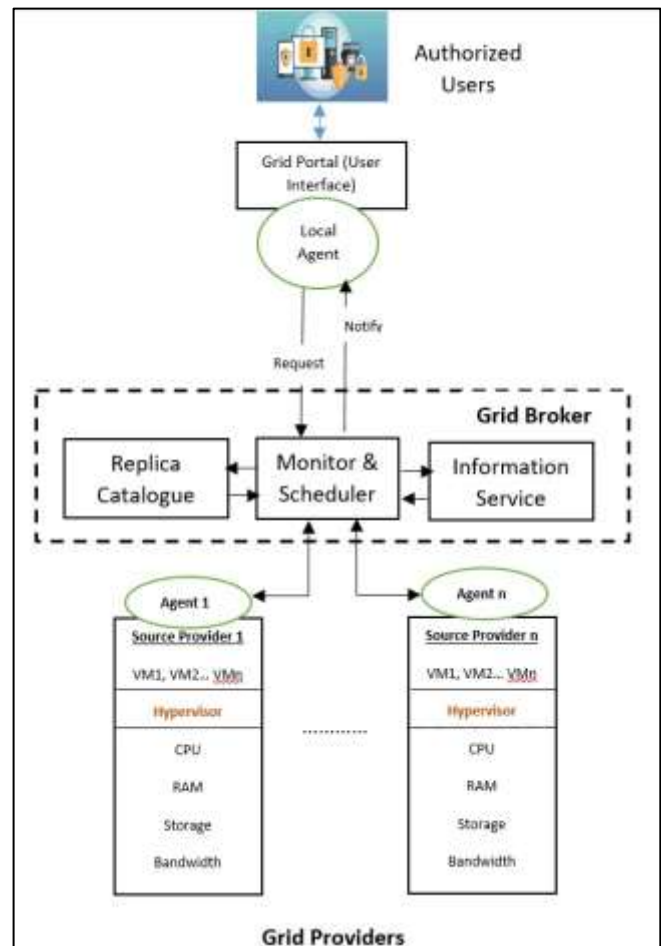 Authorized
Users
Grid Portal (User
Interface)
Local
Agent
Notify
Request
Grid Broker
Replica
Catalogue
Monitor &
Scheduler
Information
Service
Agent 1
Source Provider 1
VM1, VM2... VMn
Hypervisor
CPU
RAM
Storage
Bandwidth
Agent n
Source Provider n
VM1, VM2... VMn
Hypervisor
CPU
RAM
Storage
Bandwidth
Grid Providers